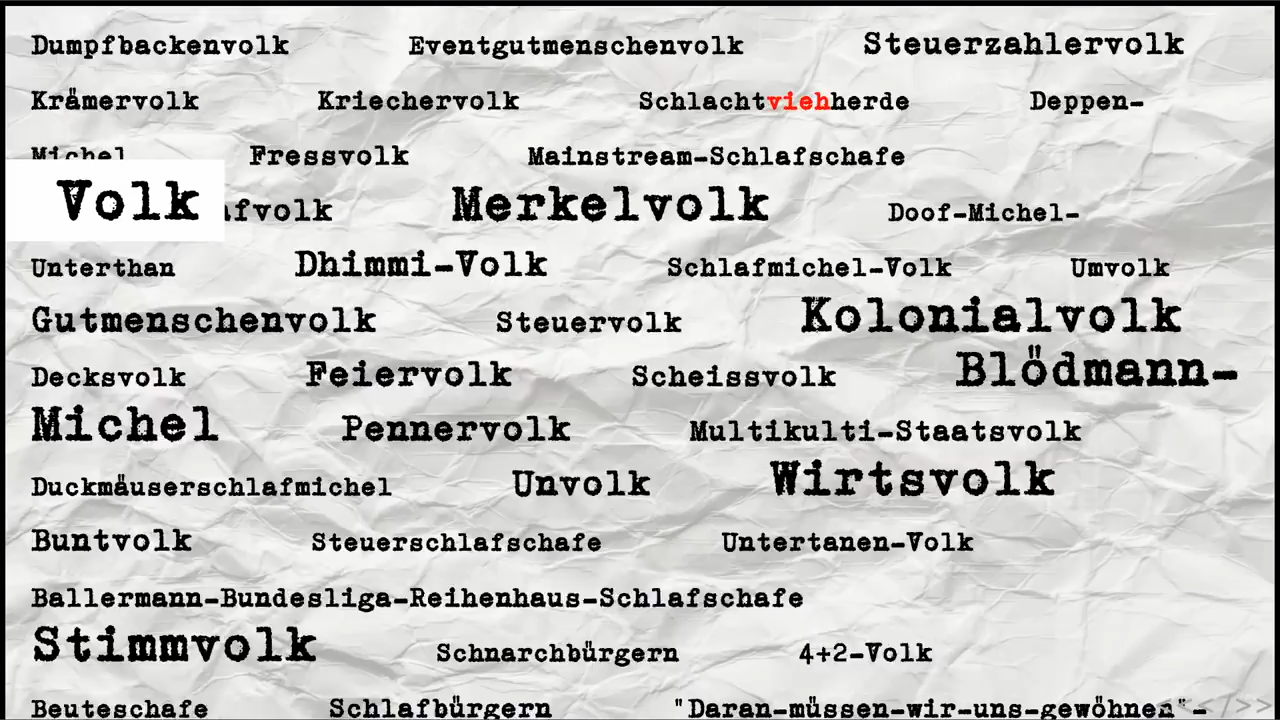 Dumpfbackenvolk Eventgutmenschenvolk Steuerzahlervolk
Krämervolk Kriechervolk Schlachtviehherde Deppen-
Michel Fressvolk Mainstream-Schlafschafe
Volk afvolk Merkelvolk Doof-Michel-
Unterthan Dhimmi-Volk Schlafmichel-Volk Umvolk
Gutmenschenvolk Steuervolk Kolonialvolk
Decksvolk Feiervolk Scheissvolk Blödmann-
Michel Pennervolk Multikulti-Staatsvolk
Duckmäuserschlafmichel Unvolk Wirtsvolk
Buntvolk Steuerschlafschafe Untertanen-Volk
Ballermann-Bundesliga-Reihenhaus-Schlafschafe
Stimmvolk Schnarchbürgern 4+2-Volk
Beuteschafe Schlafbürgern "Daran-müssen-wir-uns-gewöhnen"- />>